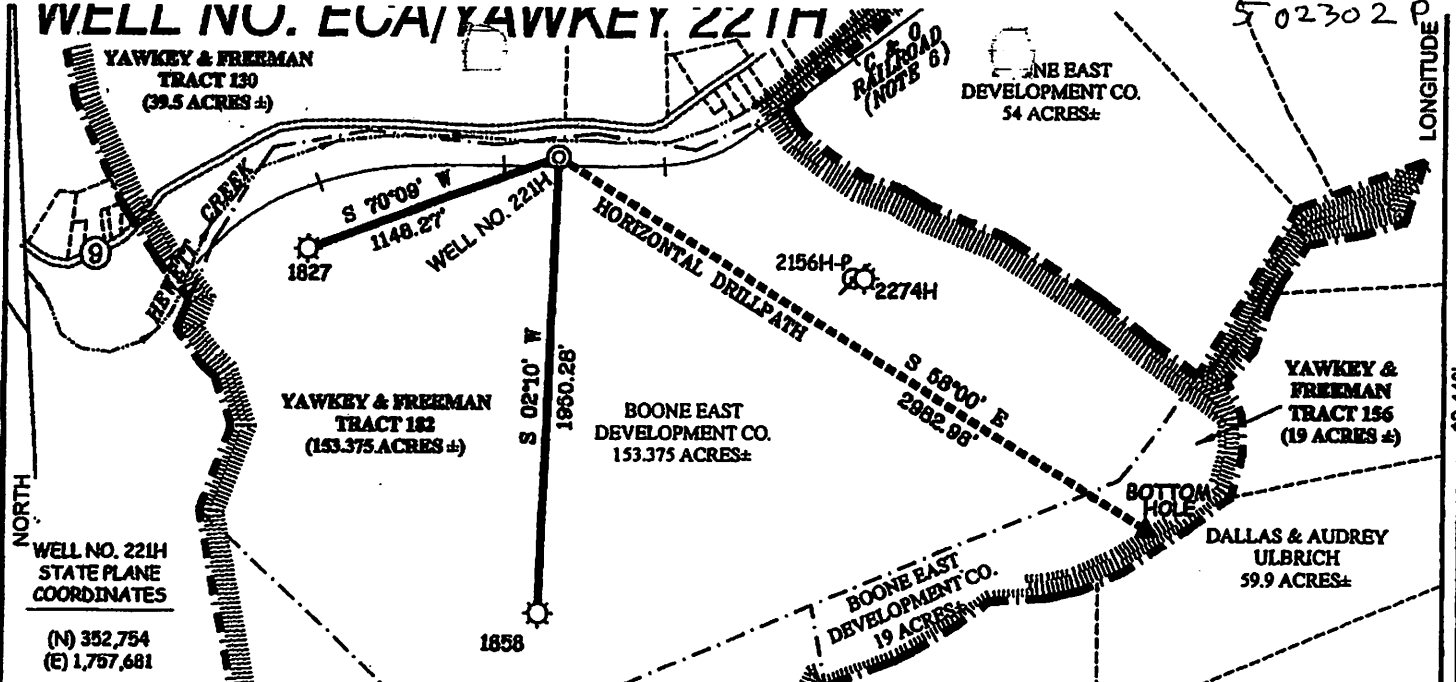 WELL NO. ECA/YAWKEY 221H
502302 P
YAWKEY & FREEMAN
TRACT 130
(39.5 ACRES ±)
C & O
RAILROAD
(NOTE 6)
NE EAST
DEVELOPMENT CO.
54 ACRES±
LONGITUDE
HEWETT CREEK
9
S 70°09' W
1148.27'
WELL NO. 221H
1827
HORIZONTAL DRILLPATH
2156H-P
2274H
S 02°10' W
1950.28'
S 58°00' E
2982.96'
YAWKEY & FREEMAN
TRACT 182
(153.375 ACRES ±)
BOONE EAST
DEVELOPMENT CO.
153.375 ACRES±
YAWKEY &
FREEMAN
TRACT 156
(19 ACRES ±)
BOTTOM
HOLE
NORTH
WELL NO. 221H
STATE PLANE
COORDINATES
(N) 352,754
(E) 1,757,681
1858
BOONE EAST
DEVELOPMENT CO.
19 ACRES±
DALLAS & AUDREY
ULBRICH
59.9 ACRES±